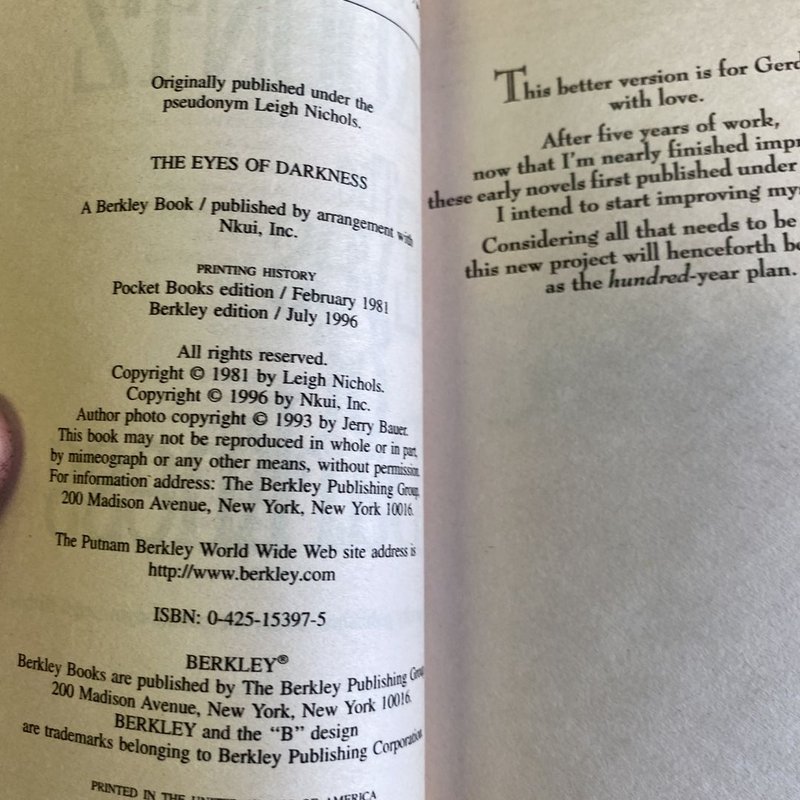 Originally published under the
pseudonym Leigh Nichols.
THE EYES OF DARKNESS
A Berkley Book / published by arrangement with
Nkui, Inc.
PRINTING HISTORY
Pocket Books edition / February 1981
Berkley edition / July 1996
All rights reserved.
Copyright © 1981 by Leigh Nichols.
Copyright © 1996 by Nkui, Inc.
Author photo copyright © 1993 by Jerry Bauer.
This book may not be reproduced in whole or in part,
by mimeograph or any other means, without permission.
For information address: The Berkley Publishing Group,
200 Madison Avenue, New York, New York 10016.
The Putnam Berkley World Wide Web site address is
http://www.berkley.com
ISBN: 0-425-15397-5
BERKLEY®
Berkley Books are published by The Berkley Publishing Group,
200 Madison Avenue, New York, New York 10016.
BERKLEY and the “B” design
are trademarks belonging to Berkley Publishing Corporation.
PRINTED IN THE OF AMERICA
This better version is for Gerd
with love.
After five years of work,
now that I'm nearly finished impr
these early novels first published under
I intend to start improving my
Considering all that needs to be
this new project will henceforth be
as the hundred-year plan.